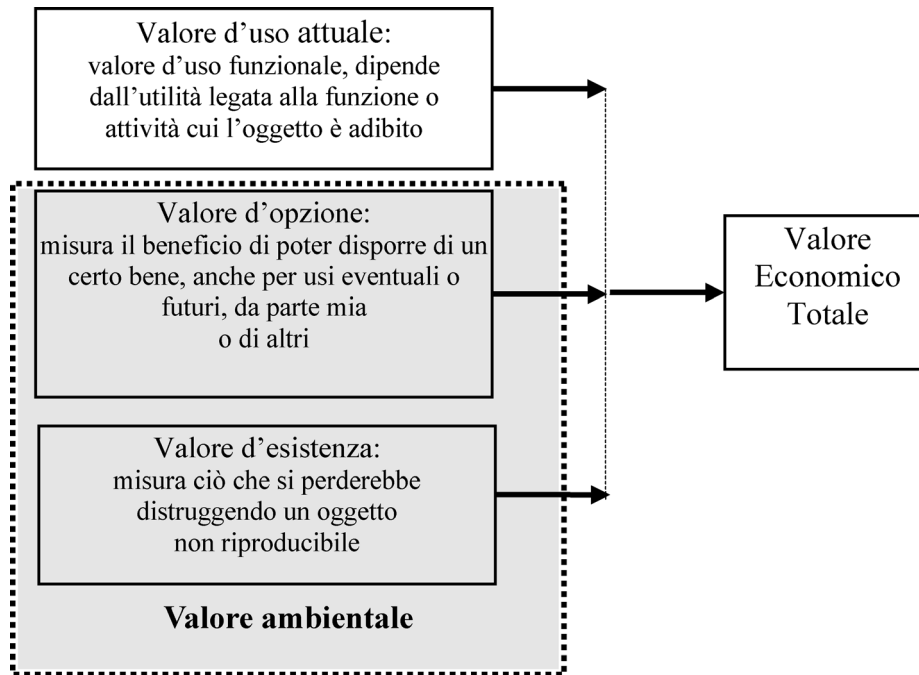 Valore d’uso attuale:
valore d’uso funzionale, dipende
dall’utilità legata alla funzione o
attività cui l’oggetto è adibito
Valore d’opzione:
misura il beneficio di poter disporre di un
certo bene, anche per usi eventuali o
futuri, da parte mia
o di altri
Valore d’esistenza:
misura ciò che si perderebbe
distruggendo un oggetto
non riproducibile
Valore ambientale
Valore
Economico
Totale